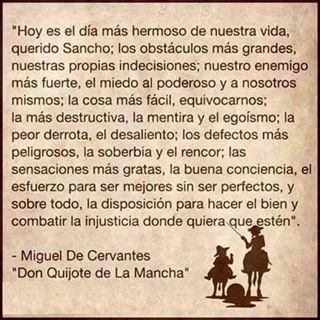 "Hoy es el día más hermoso de nuestra vida,
querido Sancho; los obstáculos más grandes,
nuestras propias indecisiones; nuestro enemigo
más fuerte, el miedo al poderoso y a nosotros
mismos; la cosa más fácil, equivocarnos;
la más destructiva, la mentira y el egoísmo; la
peor derrota, el desaliento; los defectos más
peligrosos, la soberbia y el rencor; las
sensaciones más gratas, la buena conciencia, el
esfuerzo para ser mejores sin ser perfectos, y
sobre todo, la disposición para hacer el bien y
combatir la injusticia donde quiera que estén".
- Miguel De Cervantes
"Don Quijote de La Mancha"